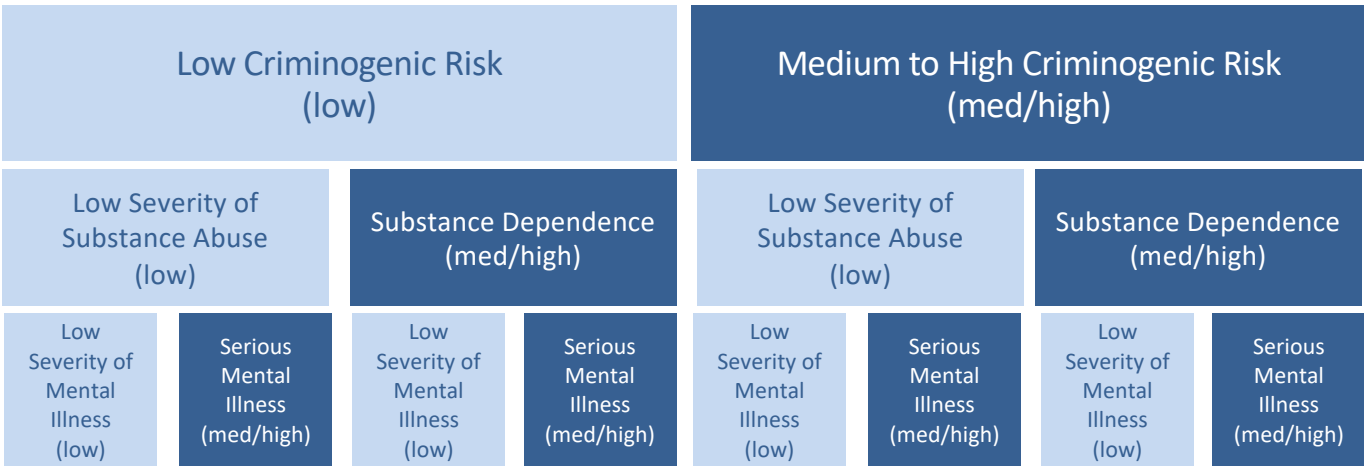 Low Criminogenic Risk
(low)
Medium to High Criminogenic Risk
(med/high)
Low Severity of
Substance Abuse
(low)
Substance Dependence
(med/high)
Low Severity of
Substance Abuse
(low)
Substance Dependence
(med/high)
Low
Severity of
Mental
Illness
(low)
Serious
Mental
Illness
(med/high)
Low
Severity of
Mental
Illness
(low)
Serious
Mental
Illness
(med/high)
Low
Severity of
Mental
Illness
(low)
Serious
Mental
Illness
(med/high)
Low
Severity of
Mental
Illness
(low)
Serious
Mental
Illness
(med/high)